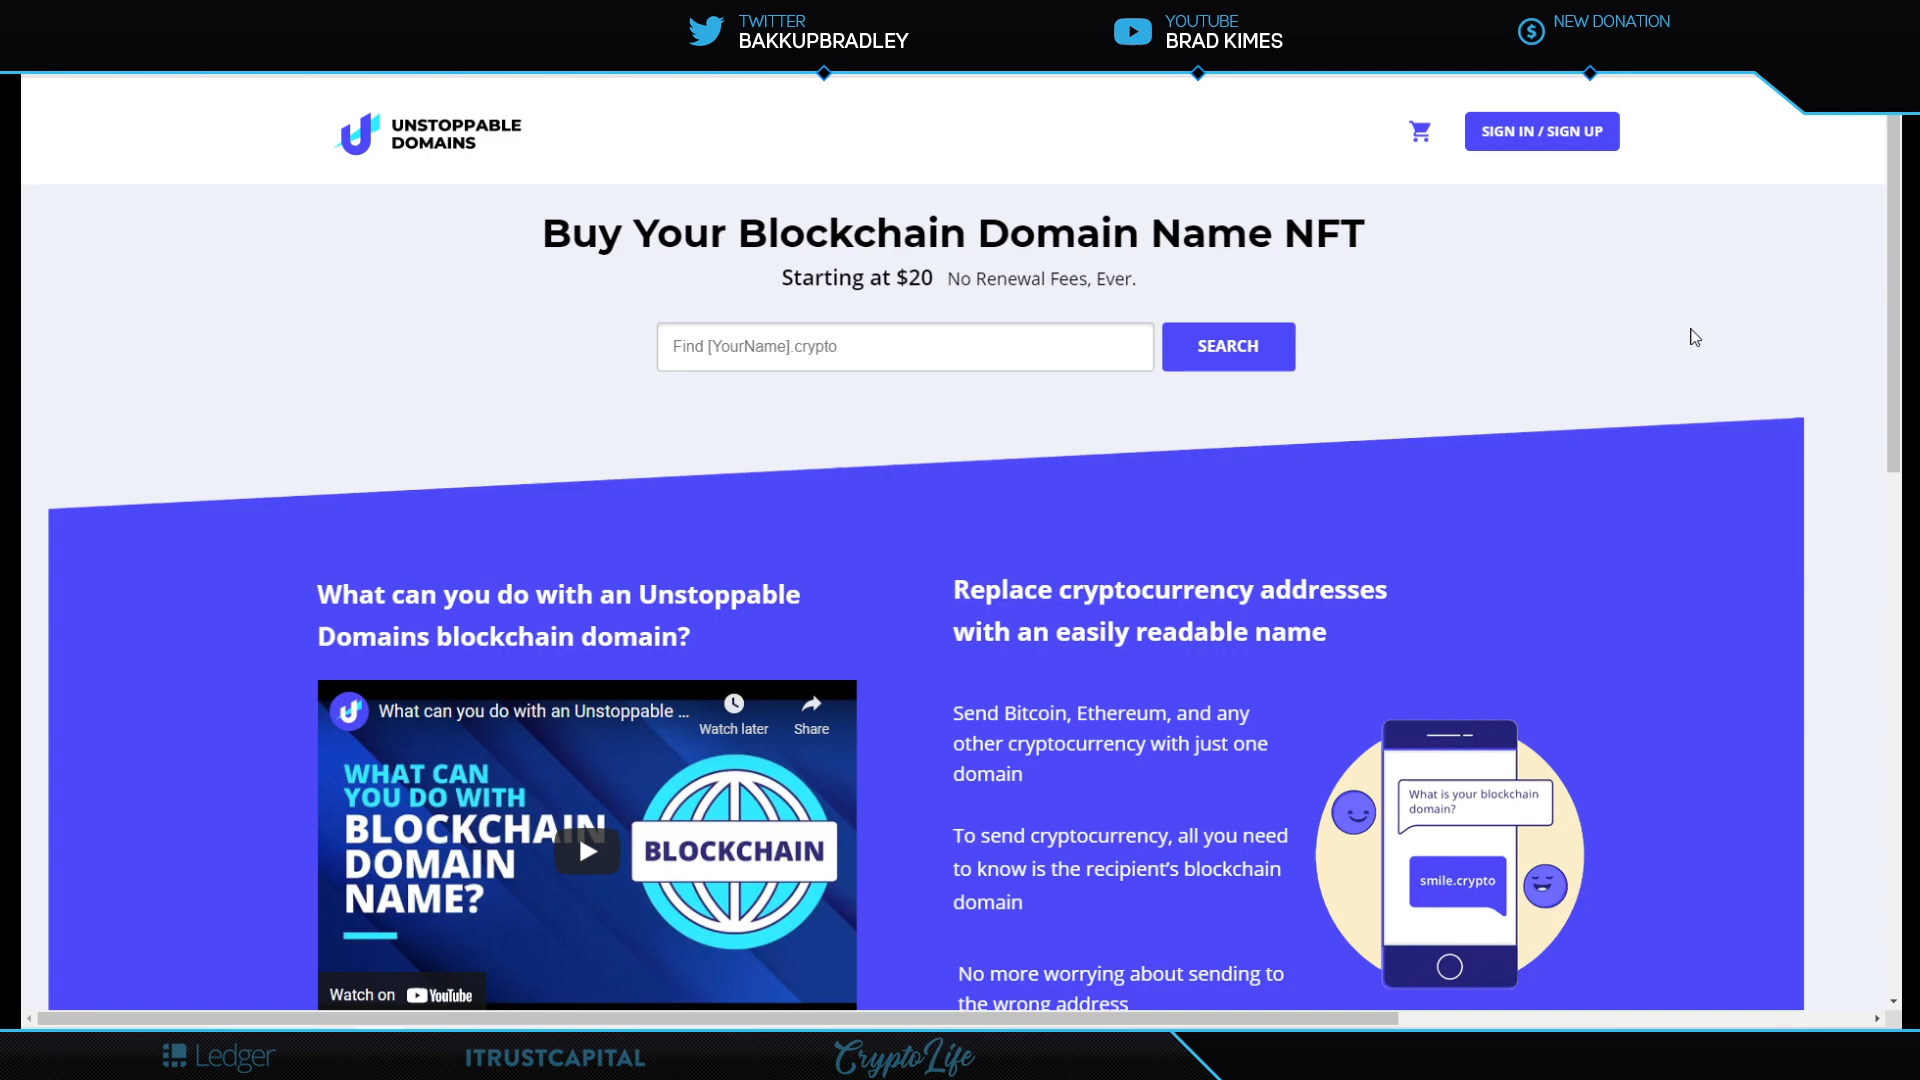 TWITTER
BAKKUPBRADLEY
YOUTUBE
BRAD KIMES
NEW DONATION
UNSTOPPABLE
DOMAINS
SIGN IN / SIGN UP
Buy Your Blockchain Domain Name NFT
Starting at $20 No Renewal Fees, Ever.
Find [YourName].crypto
SEARCH
What can you do with an Unstoppable
Domains blockchain domain?
What can you do with an Unstoppable ...
Watch later
Share
WHAT CAN
YOU DO WITH
BLOCKCHAIN
DOMAIN
NAME?
BLOCKCHAIN
Watch on YouTube
Replace cryptocurrency addresses
with an easily readable name
Send Bitcoin, Ethereum, and any
other cryptocurrency with just one
domain
To send cryptocurrency, all you need
to know is the recipient's blockchain
domain
No more worrying about sending to
the wrong address
What is your blockchain
domain?
smile.crypto
Ledger
ITRUSTCAPITAL
CryptoLife